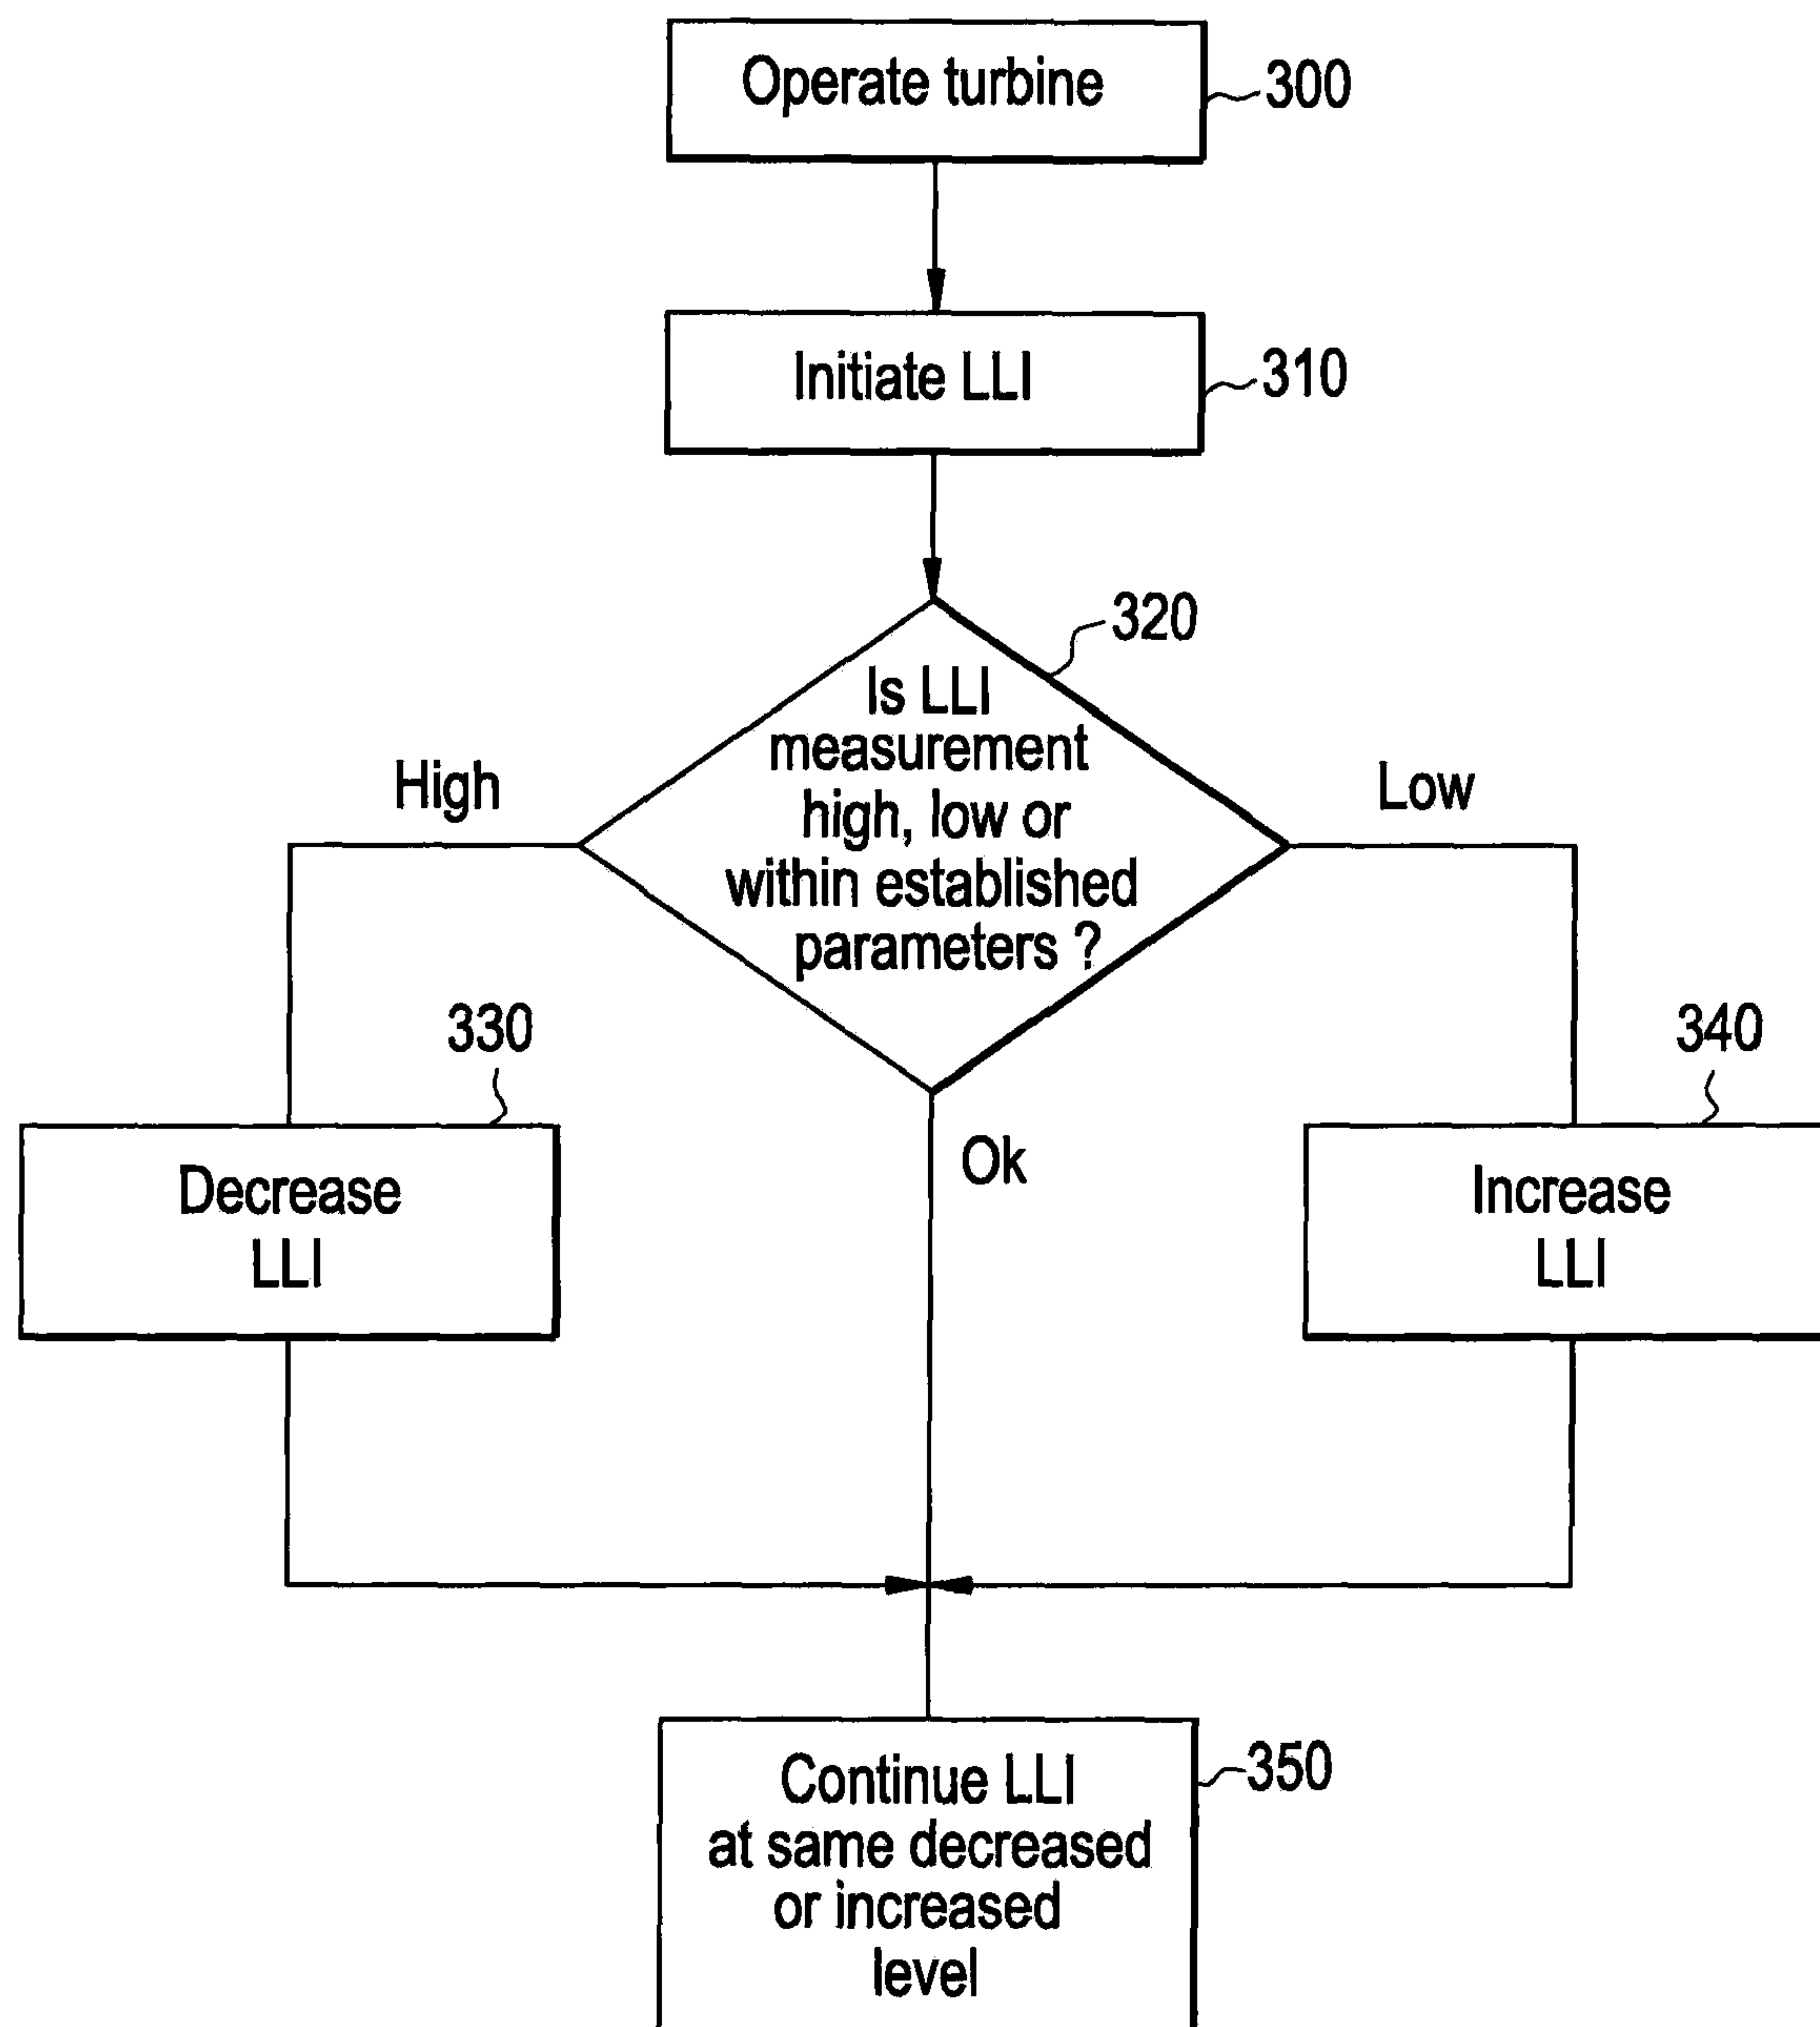 Operate turbine
300
Initiate LLI
310
320
Is LLI
measurement
high, low or
within established
parameters ?
High
Low
330
340
Ok
Decrease
LLI
Increase
LLI
Continue LLI
at same decreased
or increased
level
350